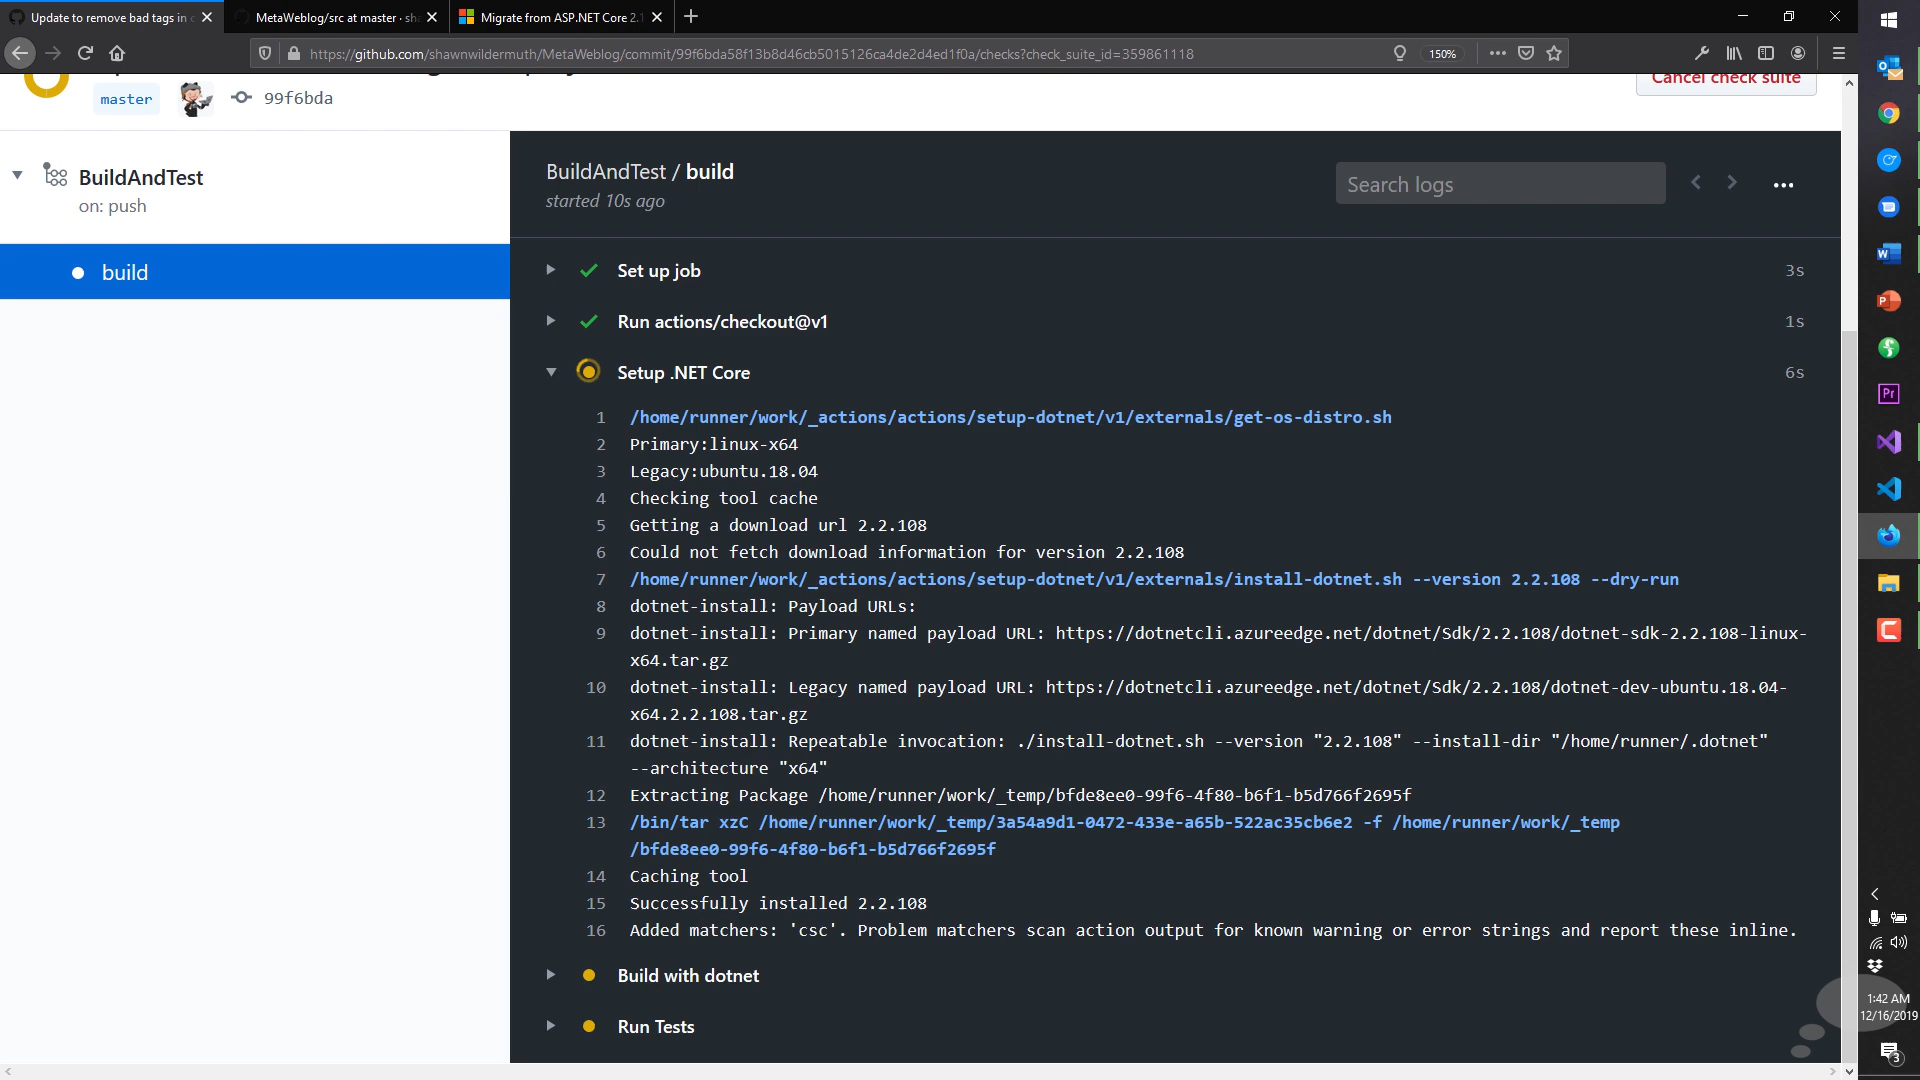 Update to remove bad tags in c
MetaWeblog/src at master · sha
Migrate from ASP.NET Core 2.1
https://github.com/shawnwildermuth/MetaWeblog/commit/99f6bda58f13b8d46cb5015126ca4de2d4ed1f0a/checks?check_suite_id=359861118
150%
master
99f6bda
Cancel check suite
BuildAndTest
on: push
build
BuildAndTest / build
started 10s ago
Search logs
Set up job
3s
Run actions/checkout@v1
1s
Setup .NET Core
6s
1 /home/runner/work/_actions/actions/setup-dotnet/v1/externals/get-os-distro.sh
2 Primary:linux-x64
3 Legacy:ubuntu.18.04
4 Checking tool cache
5 Getting a download url 2.2.108
6 Could not fetch download information for version 2.2.108
7 /home/runner/work/_actions/actions/setup-dotnet/v1/externals/install-dotnet.sh --version 2.2.108 --dry-run
8 dotnet-install: Payload URLs:
9 dotnet-install: Primary named payload URL: https://dotnetcli.azureedge.net/dotnet/Sdk/2.2.108/dotnet-sdk-2.2.108-linux-
x64.tar.gz
10 dotnet-install: Legacy named payload URL: https://dotnetcli.azureedge.net/dotnet/Sdk/2.2.108/dotnet-dev-ubuntu.18.04-
x64.2.2.108.tar.gz
11 dotnet-install: Repeatable invocation: ./install-dotnet.sh --version "2.2.108" --install-dir "/home/runner/.dotnet"
--architecture "x64"
12 Extracting Package /home/runner/work/_temp/bfde8ee0-99f6-4f80-b6f1-b5d766f2695f
13 /bin/tar xzC /home/runner/work/_temp/3a54a9d1-0472-433e-a65b-522ac35cb6e2 -f /home/runner/work/_temp
/bfde8ee0-99f6-4f80-b6f1-b5d766f2695f
14 Caching tool
15 Successfully installed 2.2.108
16 Added matchers: 'csc'. Problem matchers scan action output for known warning or error strings and report these inline.
Build with dotnet
Run Tests
1:42 AM
12/16/2019
3